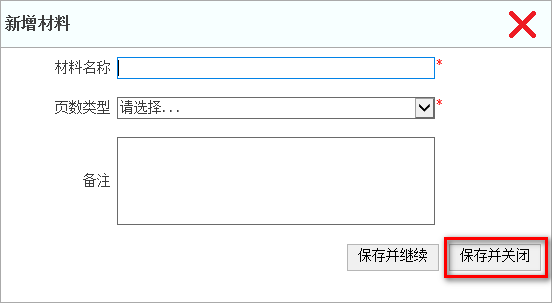 新增材料
材料名称 *
页数类型 请选择... *
备注
保存并继续 保存并关闭